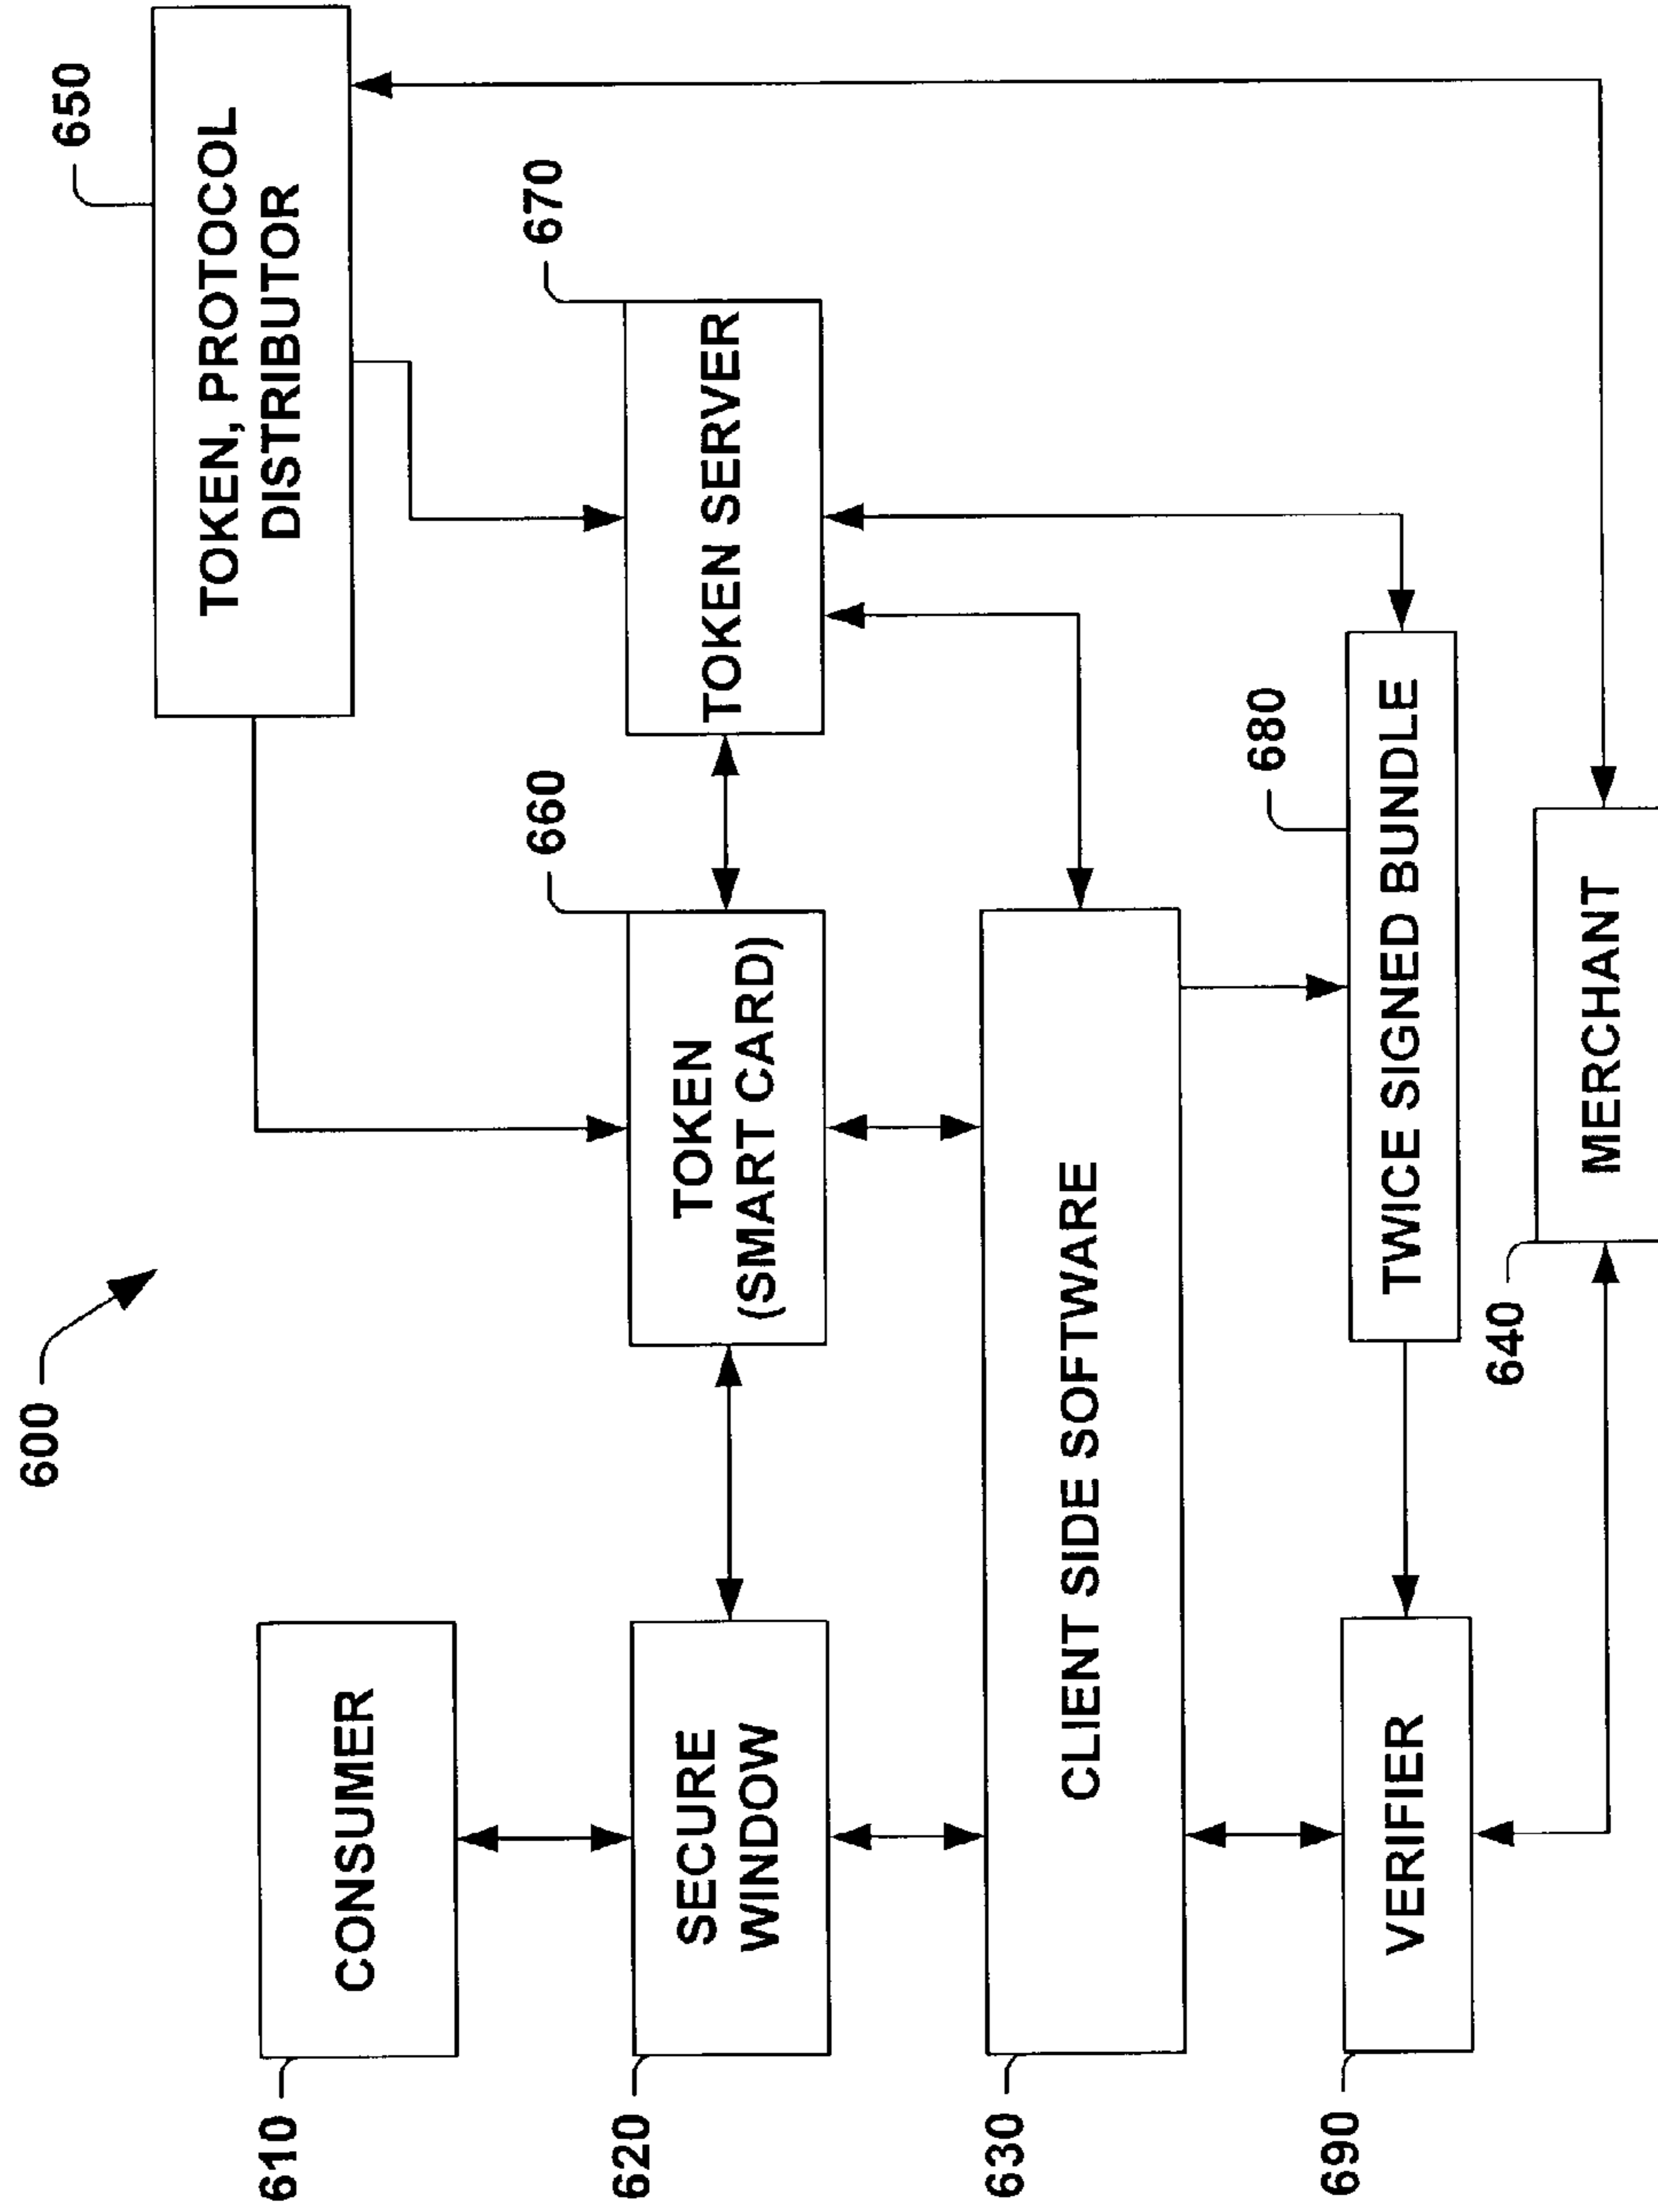 600
650
TOKEN, PROTOCOL
DISTRIBUTOR
610
CONSUMER
620
SECURE
WINDOW
660
TOKEN
(SMART CARD)
670
TOKEN SERVER
630
CLIENT SIDE SOFTWARE
690
VERIFIER
680
TWICE SIGNED BUNDLE
640
MERCHANT